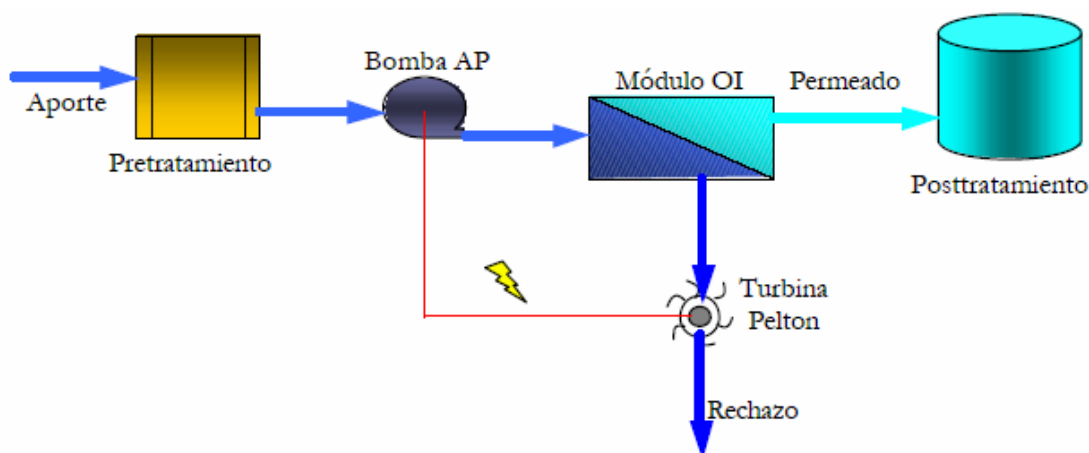 Aporte
Pretratamiento
Bomba AP
Módulo OI
Permeado
Posttratamiento
Turbina
Pelton
Rechazo